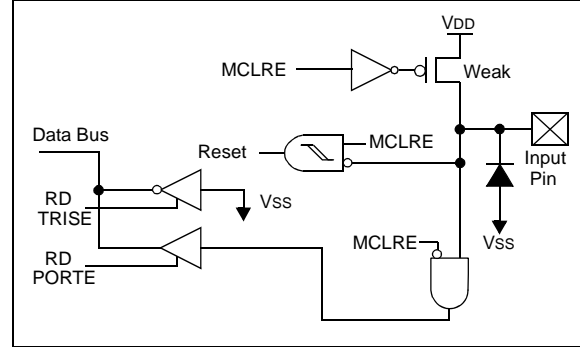 VDD
MCLRE
Weak
Data Bus
Reset
MCLRE
Input
Pin
RD
TRISE
VSS
VSS
MCLRE
RD
PORTE